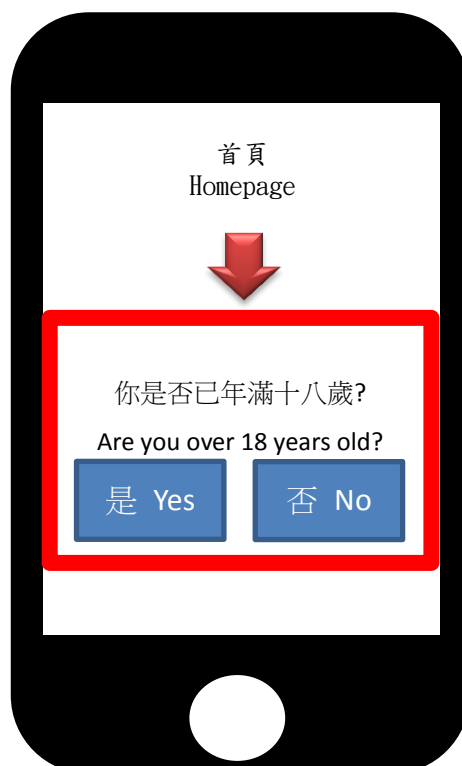 首頁
Homepage
你是否已年滿十八歲?
Are you over 18 years old?
是 Yes
否 No